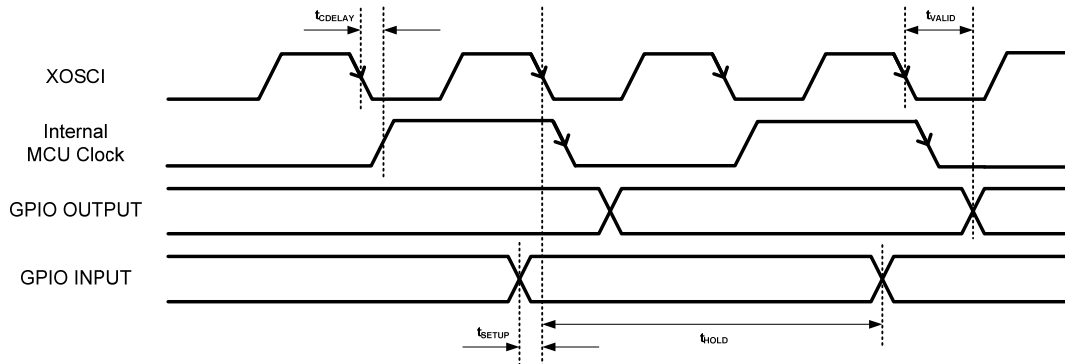 tCDELAY
tVALID
XOSCI
Internal
MCU Clock
GPIO OUTPUT
GPIO INPUT
tSETUP
tHOLD